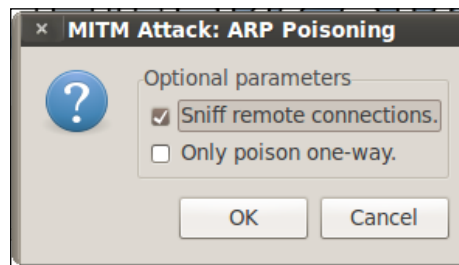 MITM Attack: ARP Poisoning
Optional parameters
Sniff remote connections.
Only poison one-way.
OK
Cancel